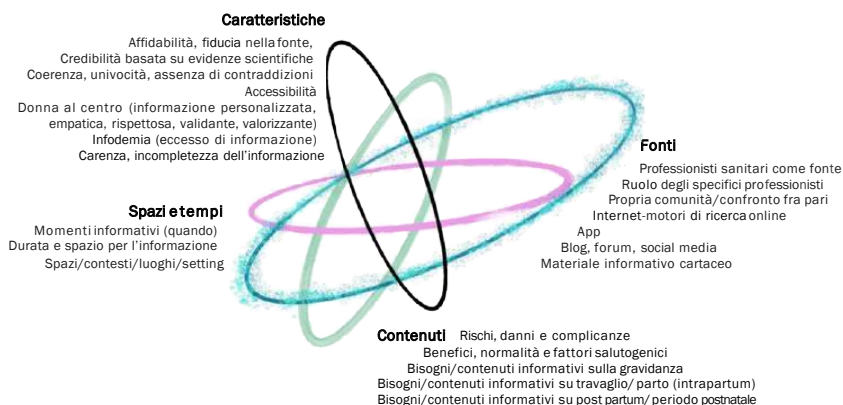 Caratteristiche
Affidabilità, fiducia nella fonte,
Credibilità basata su evidenze scientifiche
Coerenza, univocità, assenza di contraddizioni
Accessibilità
Donna al centro (informazione personalizzata,
empatica, rispettosa, validante, valorizzante)
Infodemia (eccesso di informazione)
Carenza, incompletezza dell'informazione
Spazi e tempi
Momenti informativi (quando)
Durata e spazio per l'informazione
Spazi/contesti/luoghi/setting
Fonti
Professionisti sanitari come fonte
Ruolo degli specifici professionisti
Propria comunità/confronto fra pari
Internet-motori di ricerca online
App
Blog, forum, social media
Materiale informativo cartaceo
Contenuti Rischi, danni e complicanze
Benefici, normalità e fattori salutogenici
Bisogni/contenuti informativi sulla gravidanza
Bisogni/contenuti informativi su travaglio/ parto (intrapartum)
Bisogni/contenuti informativi su post partum/ periodo postnatale